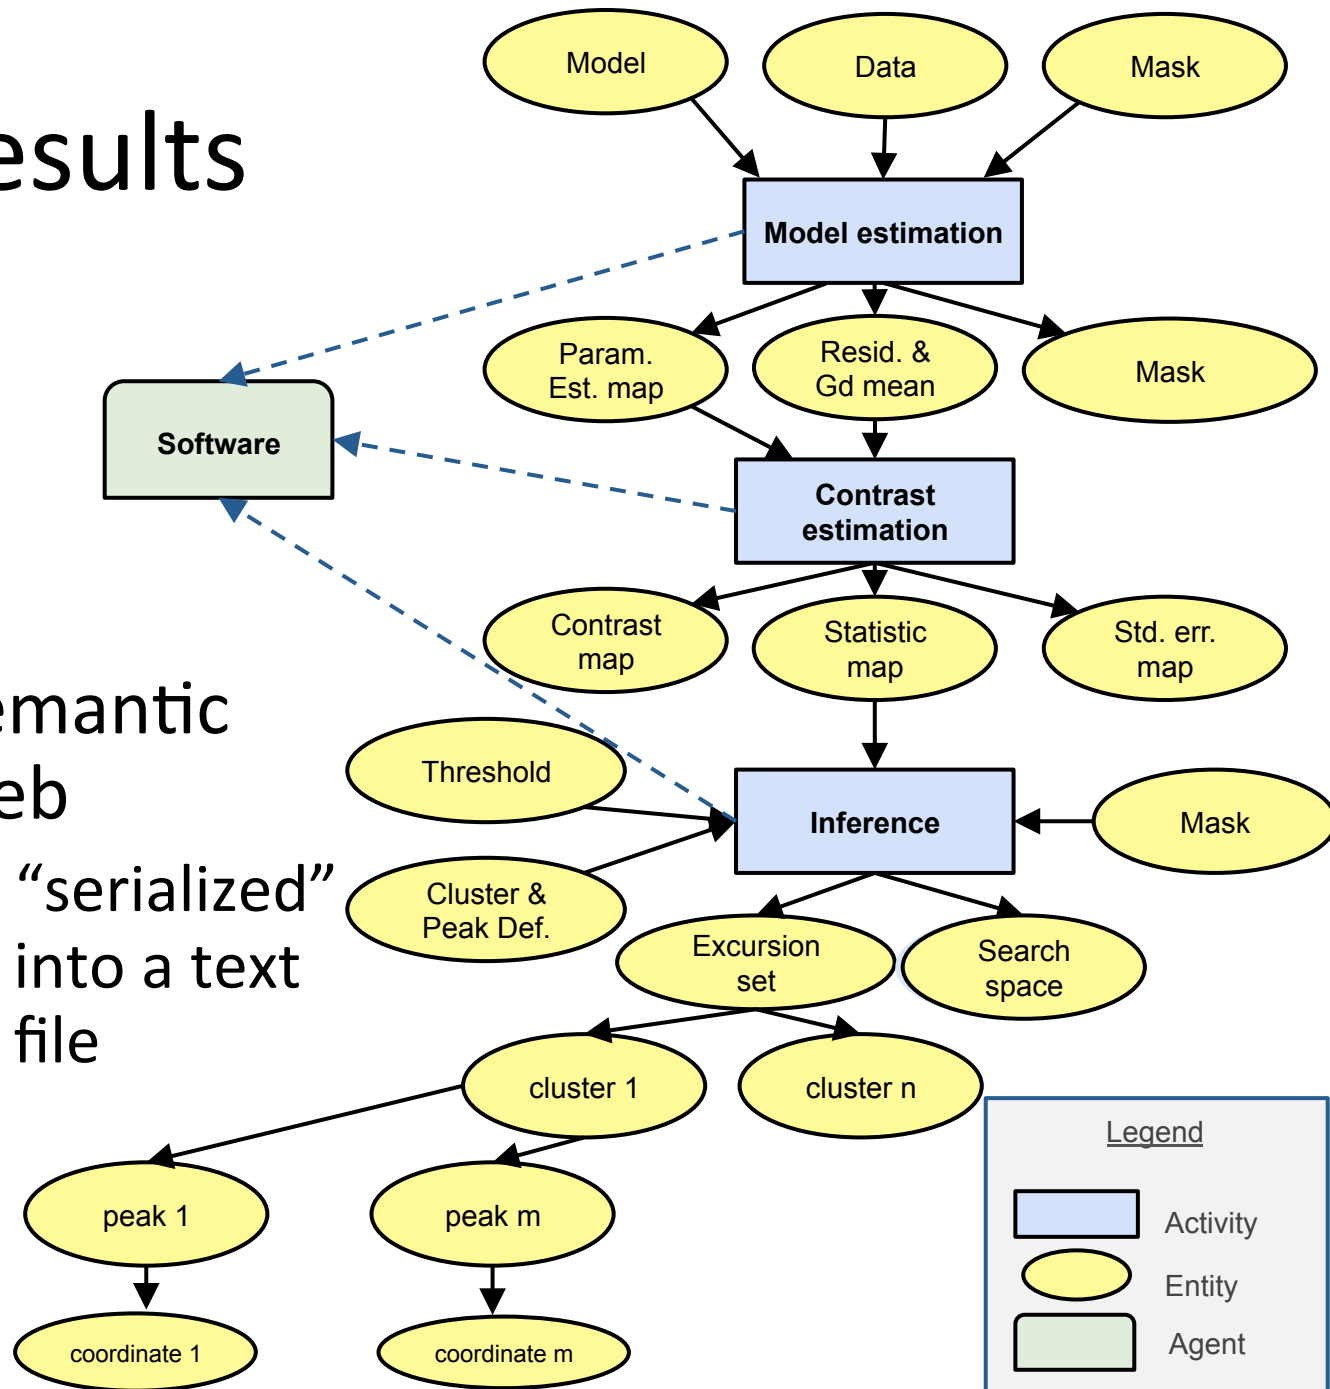 Model
Data
Mask
esults
Model estimation
Param.
Est. map
Resid. &
Gd mean
Mask
Software
Contrast
estimation
Contrast
map
Statistic
map
Std. err.
map
emantic
eb
"serialized"
into a text
file
Threshold
Inference
Mask
Cluster &
Peak Def.
Excursion
set
Search
space
cluster 1
cluster n
peak 1
peak m
coordinate 1
coordinate m
Legend
Activity
Entity
Agent